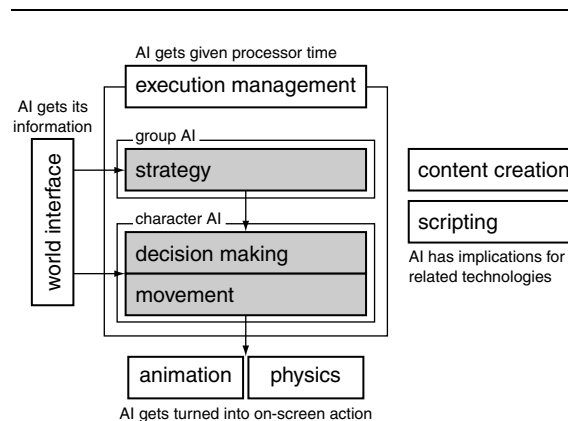 AI gets given processor time
execution management
AI gets its
information
group AI
strategy
world interface
character AI
decision making
movement
animation
physics
AI gets turned into on-screen action
content creation
scripting
AI has implications for
related technologies